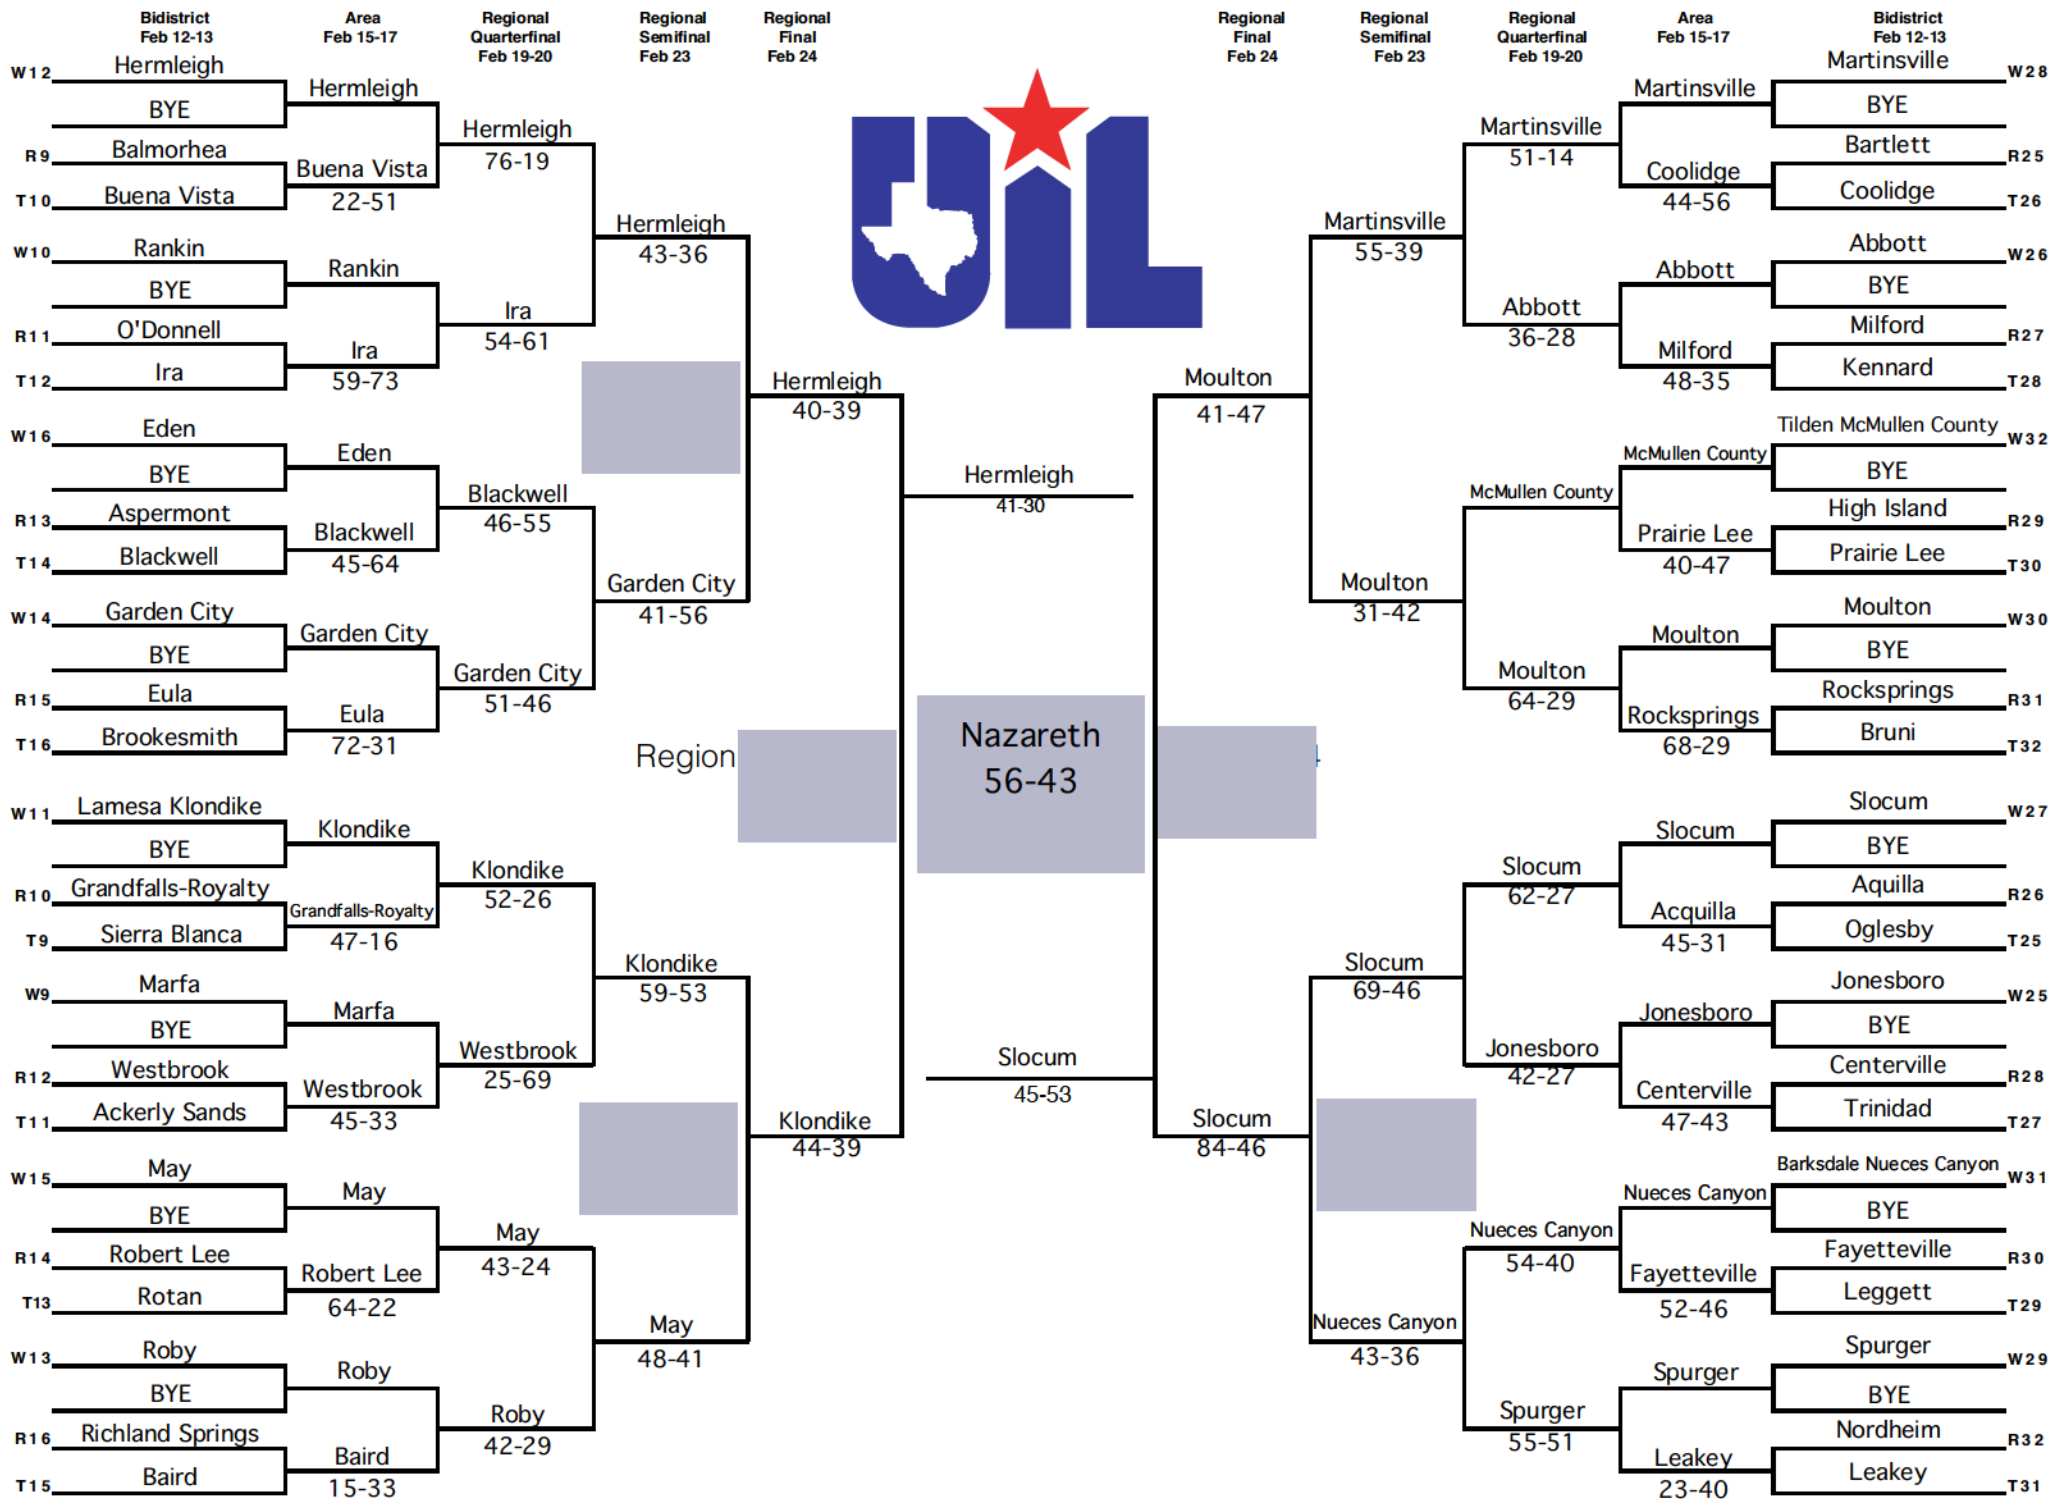 Bidistrict
Feb 12-13
Area
Feb 15-17
Regional
Quarterfinal
Feb 19-20
Regional
Semifinal
Feb 23
Regional
Final
Feb 24
Regional
Final
Feb 24
Regional
Semifinal
Feb 23
Regional
Quarterfinal
Feb 19-20
Area
Feb 15-17
Bidistrict
Feb 12-13
W12
Hermleigh
BYE
R9
Balmorhea
T10
Buena Vista
W10
Rankin
BYE
R11
O'Donnell
T12
Ira
W16
Eden
BYE
R13
Aspermont
T14
Blackwell
W14
Garden City
BYE
R15
Eula
T16
Brookesmith
W11
Lamesa Klondike
BYE
R10
Grandfalls-Royalty
T9
Sierra Blanca
W9
Marfa
BYE
R12
Westbrook
T11
Ackerly Sands
W15
May
BYE
R14
Robert Lee
T13
Rotan
W13
Roby
BYE
R16
Richland Springs
T15
Baird
Hermleigh
Buena Vista
22-51
Rankin
Ira
59-73
Eden
Blackwell
45-64
Garden City
Eula
72-31
Klondike
Grandfalls-Royalty
47-16
Marfa
Westbrook
45-33
May
Robert Lee
64-22
Roby
Baird
15-33
Hermleigh
76-19
Ira
54-61
Blackwell
46-55
Garden City
51-46
Klondike
52-26
Westbrook
25-69
May
43-24
Roby
42-29
Hermleigh
43-36
Garden City
41-56
Region
Klondike
59-53
May
48-41
Hermleigh
40-39
Klondike
44-39
UIL
Hermleigh
41-30
Nazareth
56-43
Slocum
45-53
Moulton
41-47
Slocum
84-46
Martinsville
55-39
Moulton
31-42
Slocum
69-46
Nueces Canyon
43-36
Martinsville
51-14
Abbott
36-28
McMullen County
Moulton
64-29
Slocum
62-27
Jonesboro
42-27
Nueces Canyon
54-40
Spurger
55-51
Martinsville
Coolidge
44-56
Abbott
Milford
48-35
McMullen County
Prairie Lee
40-47
Moulton
Rocksprings
68-29
Slocum
Acquilla
45-31
Jonesboro
Centerville
47-43
Nueces Canyon
Fayetteville
52-46
Spurger
Leakey
23-40
Martinsville
W28
BYE
Bartlett
R25
Coolidge
T26
Abbott
W26
BYE
Milford
R27
Kennard
T28
Tilden McMullen County
W32
BYE
High Island
R29
Prairie Lee
T30
Moulton
W30
BYE
Rocksprings
R31
Bruni
T32
Slocum
W27
BYE
Aquilla
R26
Oglesby
T25
Jonesboro
W25
BYE
Centerville
R28
Trinidad
T27
Barksdale Nueces Canyon
W31
BYE
Fayetteville
R30
Leggett
T29
Spurger
W29
BYE
Nordheim
R32
Leakey
T31